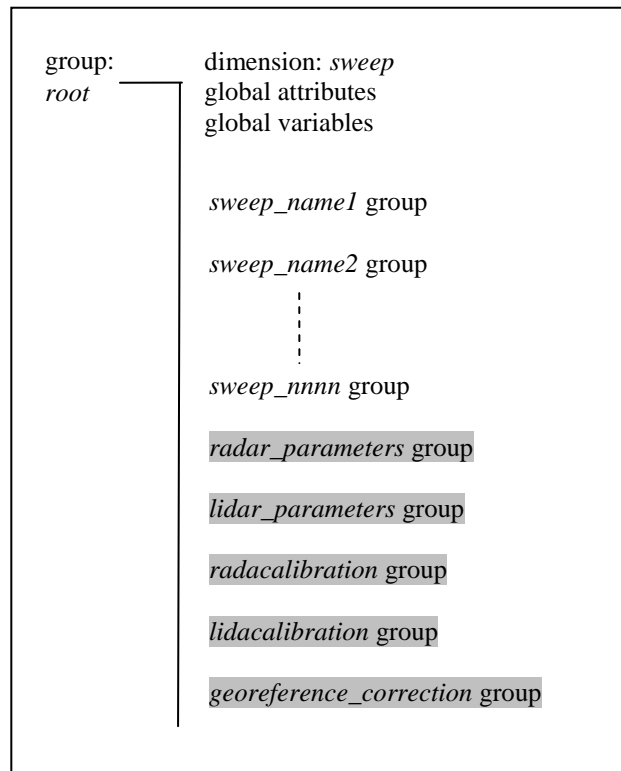 group:
root
dimension: sweep
global attributes
global variables
sweep_name1 group
sweep_name2 group
sweep_nnnn group
radar_parameters group
lidar_parameters group
radacalibration group
lidacalibration group
georeference_correction group